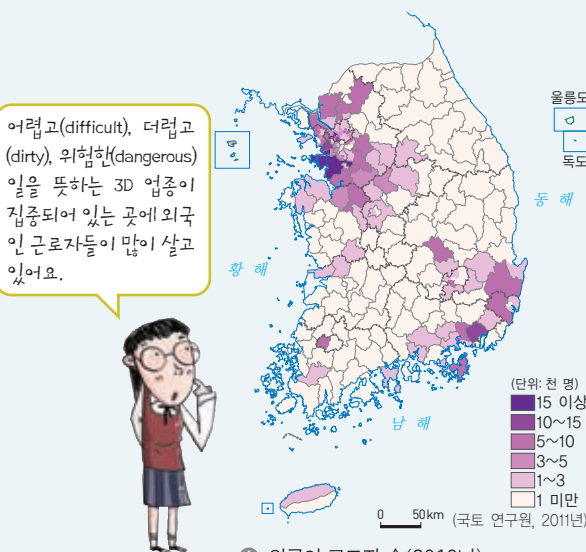 어렵고(difficult), 더럽고
(dirty), 위험한(dangerous)
일을 뜻하는 3D 업종이
집중되어 있는 곳에 외국
인 근로자들이 많이 살고
있어요.
울릉도
독도
동 해
황 해
남 해
(단위: 천 명)
15 이상
10~15
5~10
3~5
1~3
1 미만
0 50km
(국토 연구원, 2011년)